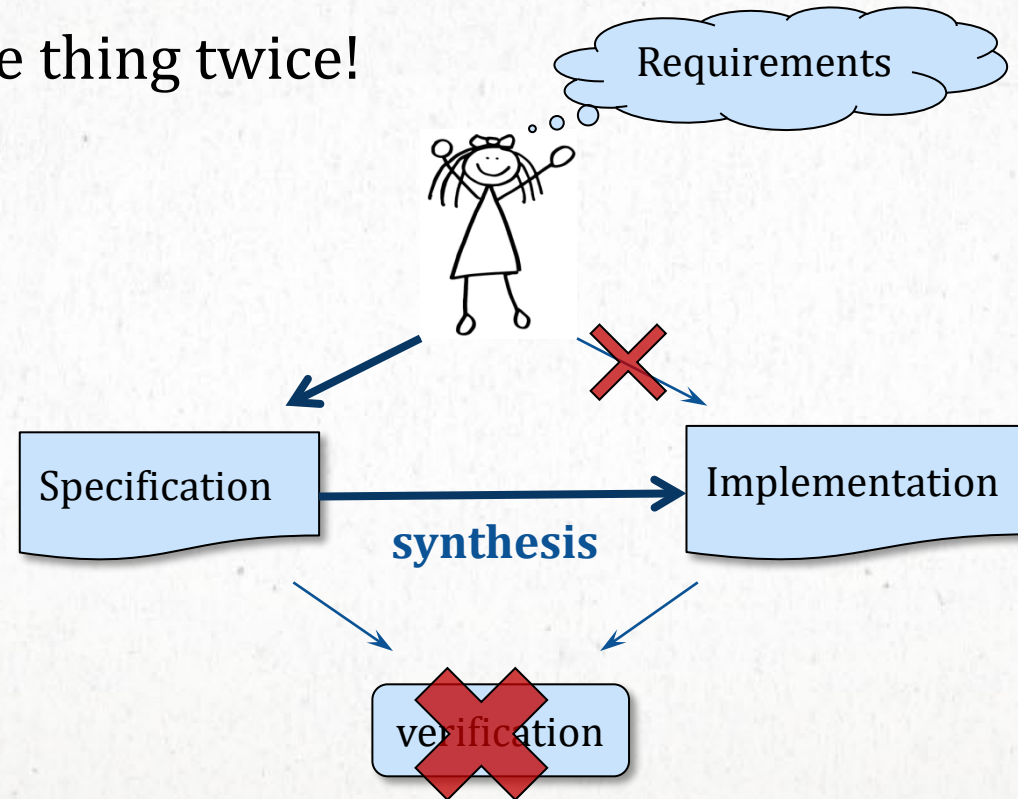 e thing twice!
Requirements
Specification
Implementation
synthesis
verification